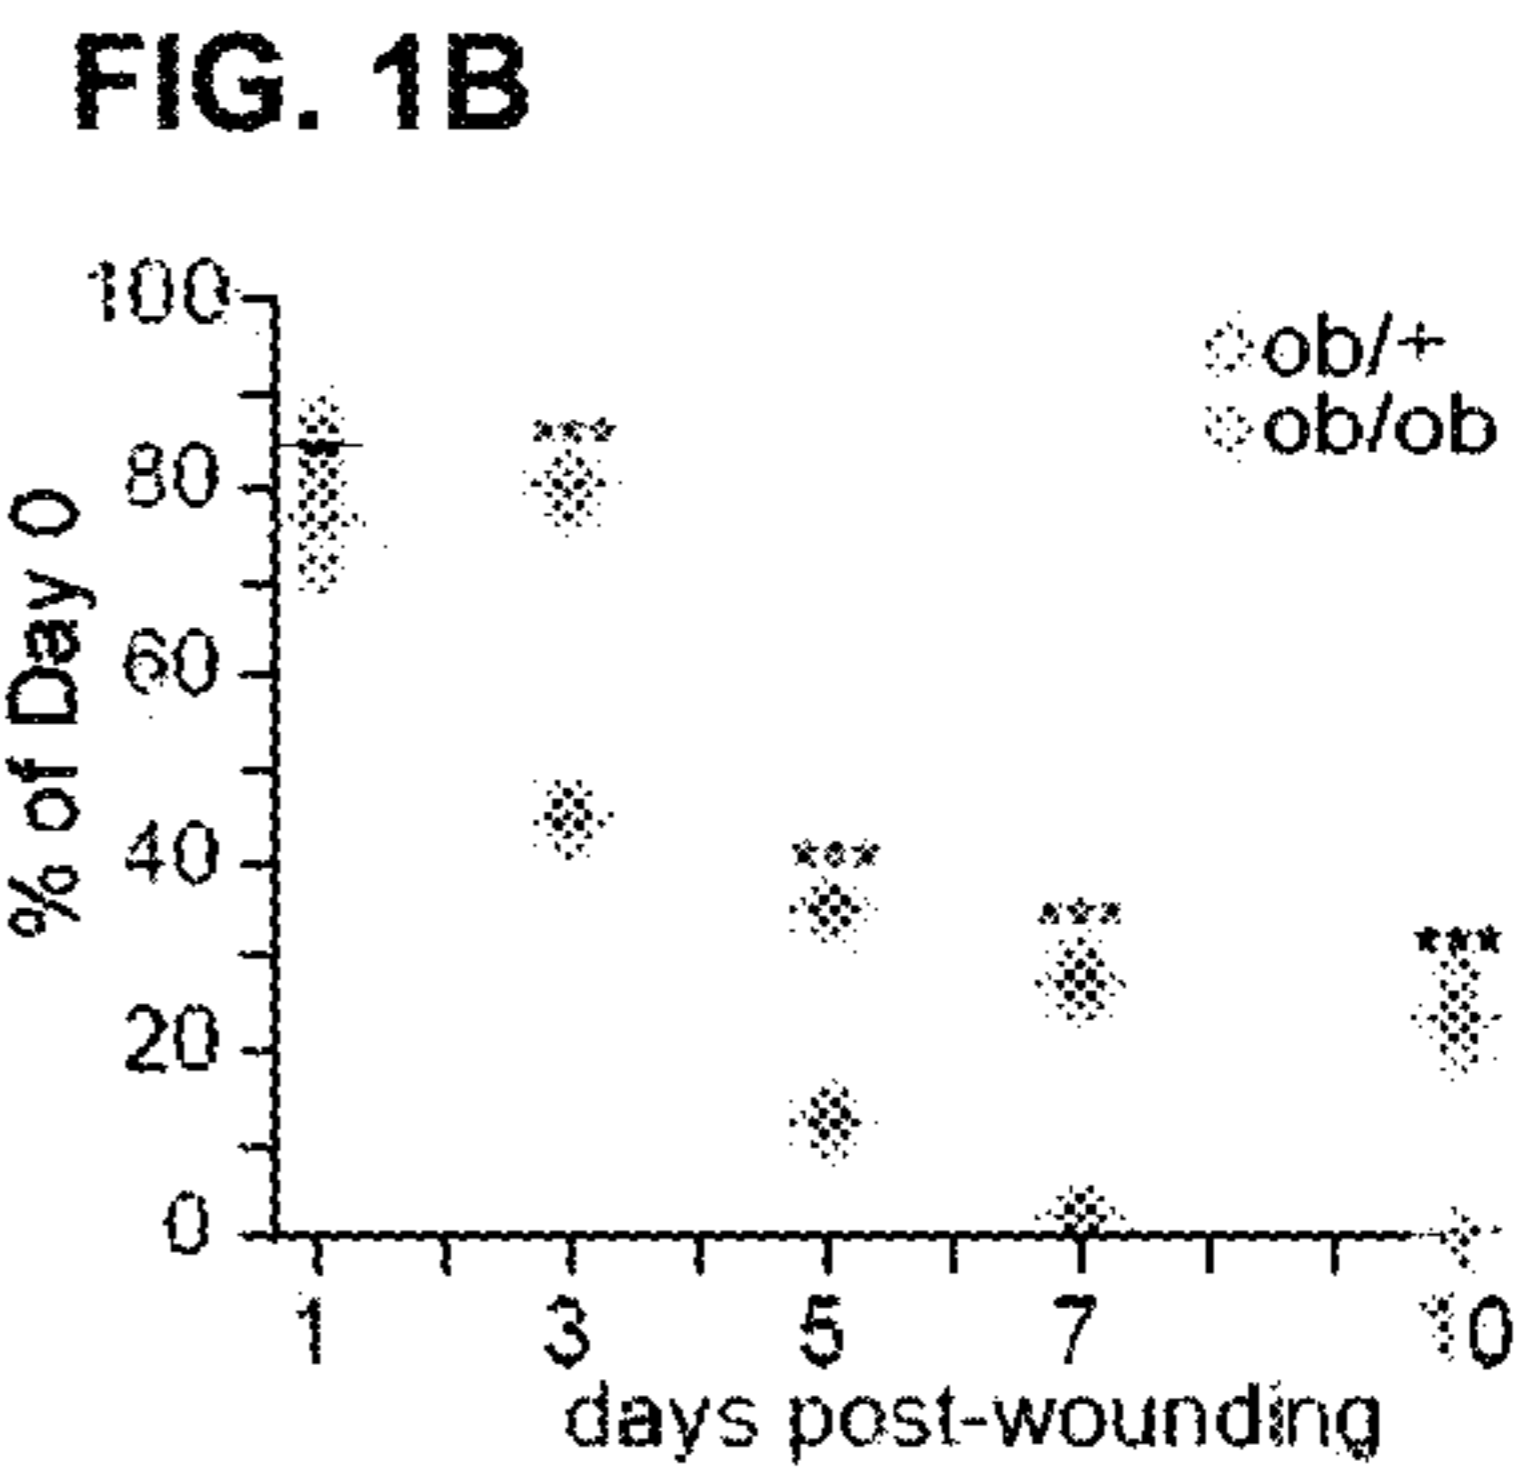 FIG. 1B
100
80
60
40
20
0
% of Day 0
ob/+
ob/ob
***
***
***
***
1 3 5 7 10
days post-wounding